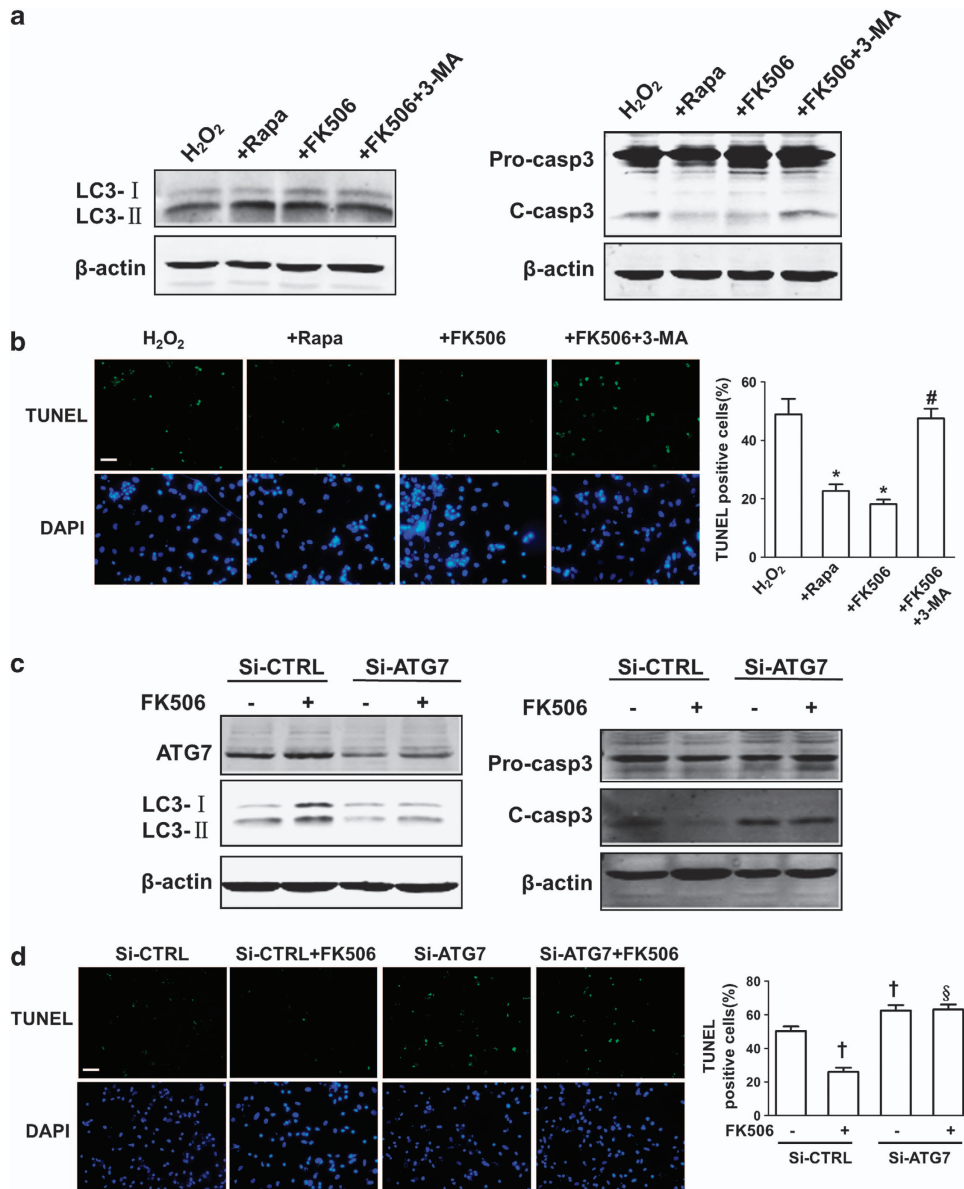 a
H₂O₂ +Rapa +FK506 +FK506+3-MA
LC3-Ⅰ
LC3-Ⅱ
β-actin
H₂O₂ +Rapa +FK506 +FK506+3-MA
Pro-casp3
C-casp3
β-actin
b
H₂O₂ +Rapa +FK506 +FK506+3-MA
TUNEL
DAPI
TUNEL positive cells(%)
60
40
20
0
* * #
H₂O₂ +Rapa +FK506 +FK506
+3-MA
c
Si-CTRL Si-ATG7
FK506 - + - +
ATG7
LC3-Ⅰ
LC3-Ⅱ
β-actin
Si-CTRL Si-ATG7
FK506 - + - +
Pro-casp3
C-casp3
β-actin
d
Si-CTRL Si-CTRL+FK506 Si-ATG7 Si-ATG7+FK506
TUNEL
DAPI
TUNEL
positive cells(%)
80
60
40
20
0
† † §
FK506 - + - +
Si-CTRL Si-ATG7